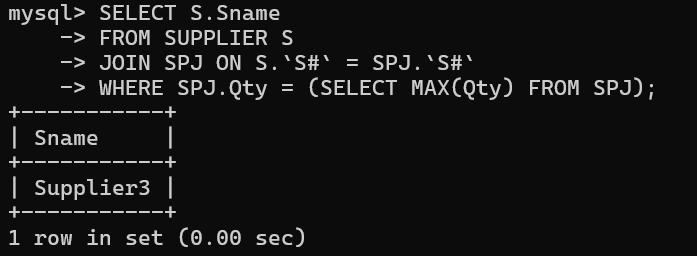 mysql> SELECT S.Sname
    -> FROM SUPPLIER S
    -> JOIN SPJ ON S.`S#` = SPJ.`S#`
    -> WHERE SPJ.Qty = (SELECT MAX(Qty) FROM SPJ);
+-----------+
| Sname     |
+-----------+
| Supplier3 |
+-----------+
1 row in set (0.00 sec)